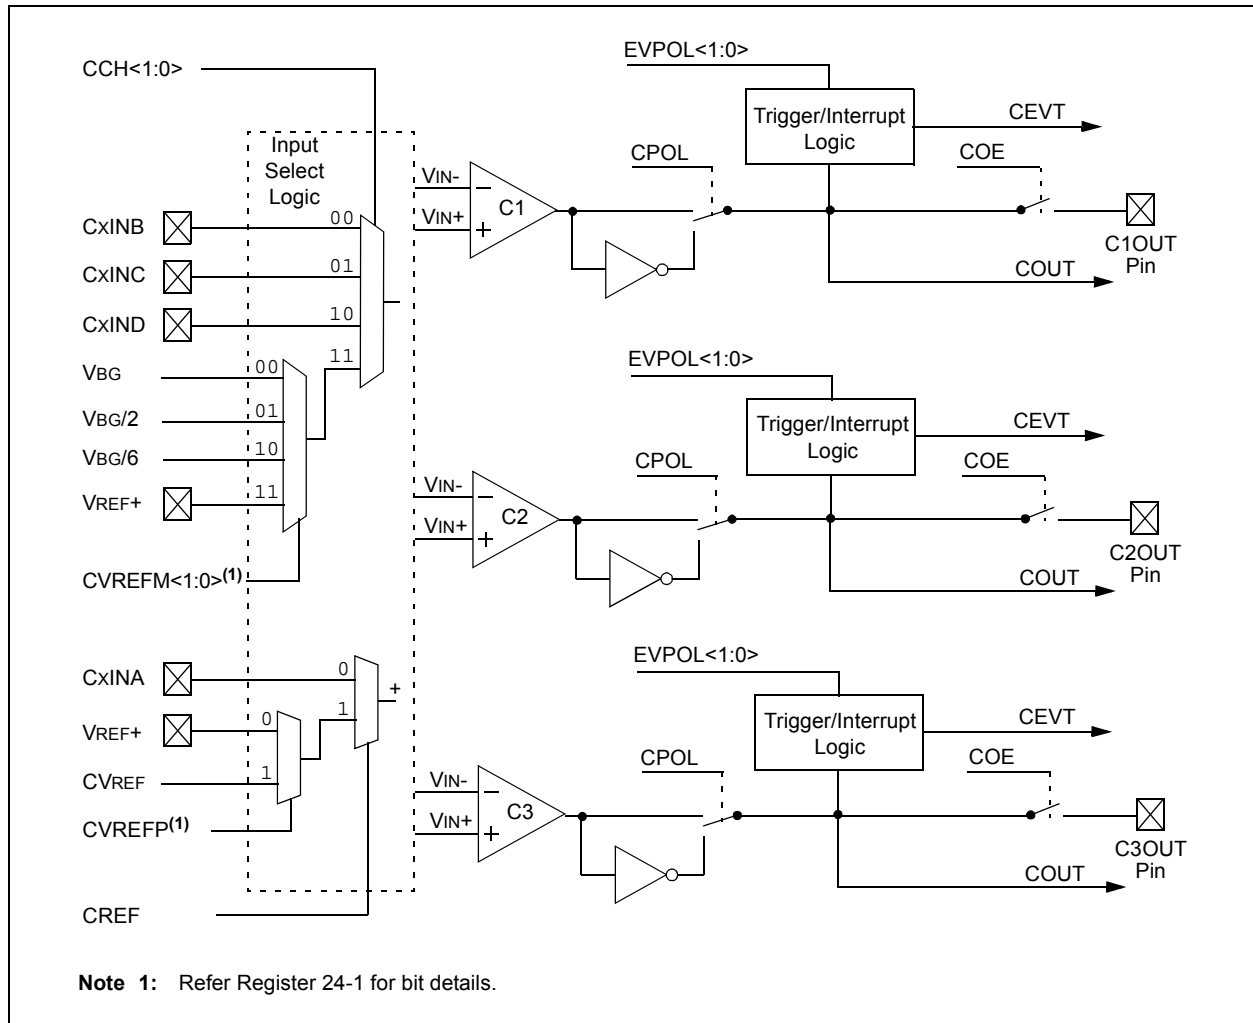 CCH<1:0>
Input
Select
Logic
CXINB
00
CXINC
01
CXIND
10
11
VBG
00
VBG/2
01
VBG/6
10
VREF+
11
CVREFM<1:0>(1)
CXINA
0
+
VREF+
0
1
CVREF
1
CVREFP(1)
CREF
EVPOL<1:0>
Trigger/Interrupt
Logic
CEVT
CPOL
COE
VIN-
VIN+
−
+
C1
C1OUT
Pin
COUT
EVPOL<1:0>
Trigger/Interrupt
Logic
CEVT
CPOL
COE
VIN-
VIN+
−
+
C2
C2OUT
Pin
COUT
EVPOL<1:0>
Trigger/Interrupt
Logic
CEVT
CPOL
COE
VIN-
VIN+
−
+
C3
C3OUT
Pin
COUT
Note 1: Refer Register 24-1 for bit details.